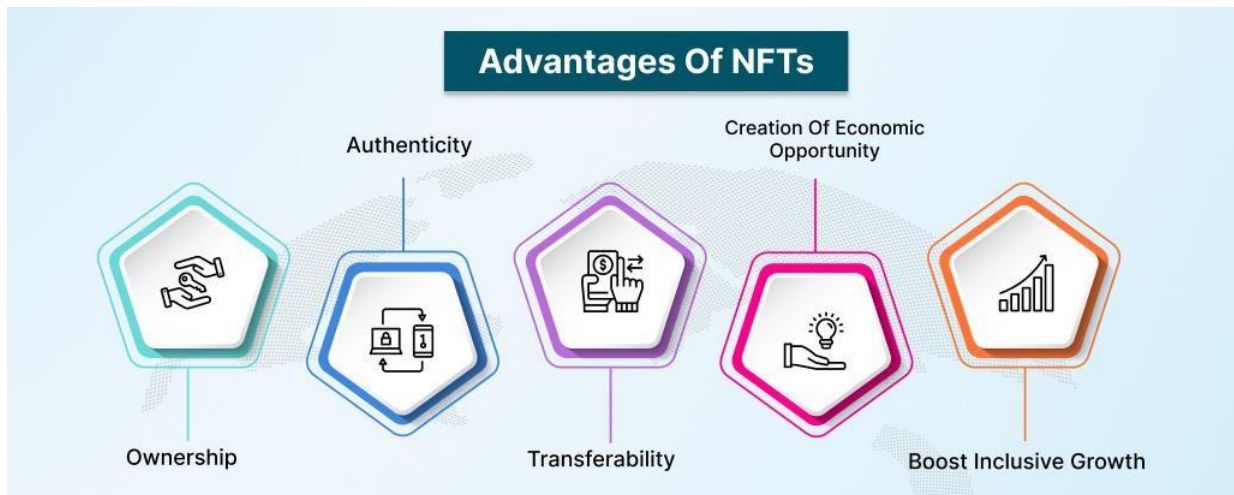 Advantages Of NFTs
Authenticity
Creation Of Economic
Opportunity
Ownership
Transferability
Boost Inclusive Growth